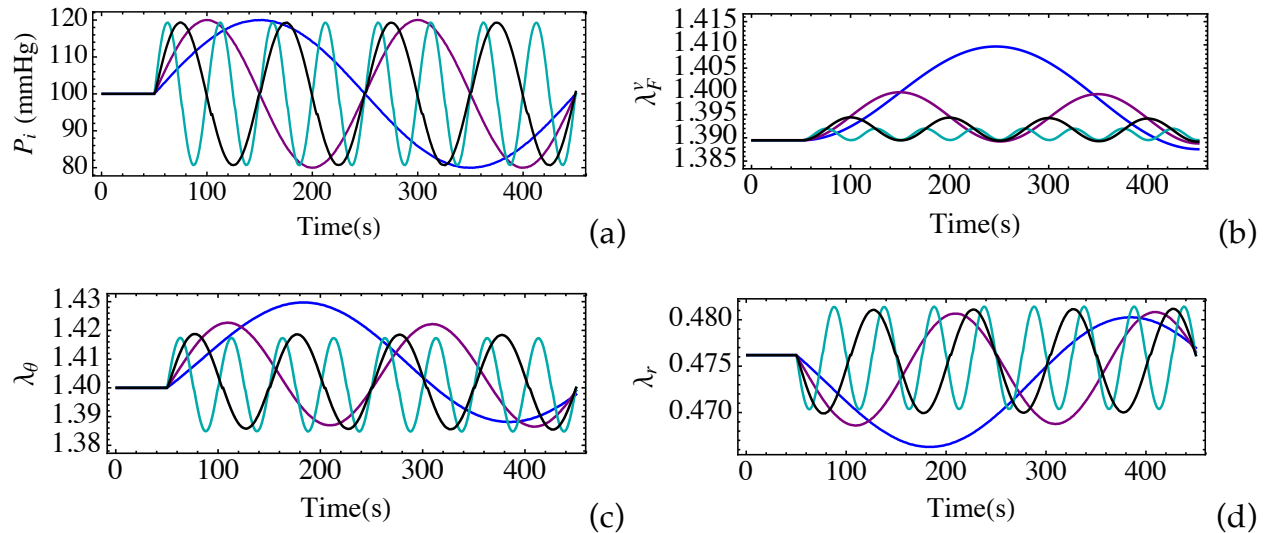 120
110
100
90
80
P_i (mmHg)
0 100 200 300 400
Time(s)
(a)
1.415
1.410
1.405
1.400
1.395
1.390
1.385
λ_F^v
0 100 200 300 400
Time(s)
(b)
1.43
1.42
1.41
1.40
1.39
1.38
λ_θ
0 100 200 300 400
Time(s)
(c)
0.480
0.475
0.470
λ_r
0 100 200 300 400
Time(s)
(d)